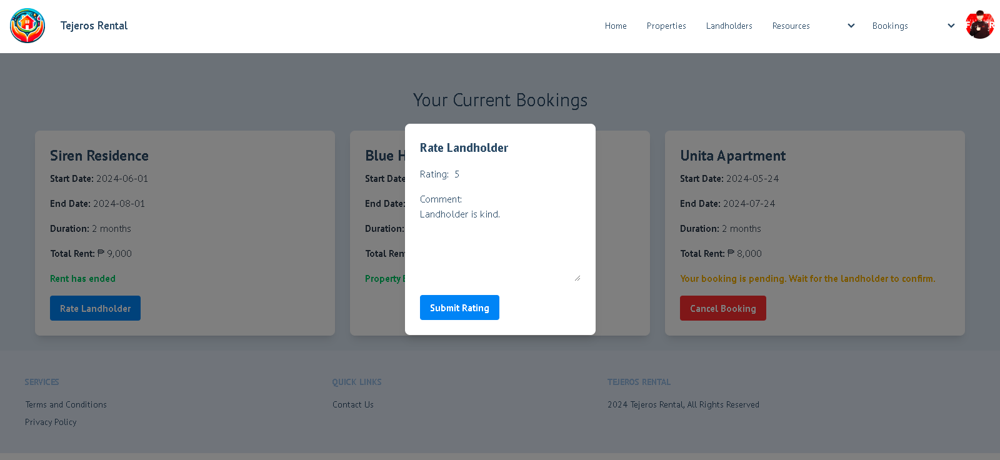 Tejeros Rental
Home
Properties
Landholders
Resources
Bookings
Your Current Bookings
Siren Residence
Start Date: 2024-06-01
End Date: 2024-08-01
Duration: 2 months
Total Rent: ₱ 9,000
Rent has ended
Rate Landholder
Blue
Start Date
End Date:
Duration:
Total
Property
Rate Landholder
Rating: 5
Comment:
Landholder is kind.
Submit Rating
Unita Apartment
Start Date: 2024-05-24
End Date: 2024-07-24
Duration: 2 months
Total Rent: ₱ 8,000
Your booking is pending. Wait for the landholder to confirm.
Cancel Booking
SERVICES
Terms and Conditions
Privacy Policy
QUICK LINKS
Contact Us
TEJEROS RENTAL
2024 Tejeros Rental, All Rights Reserved